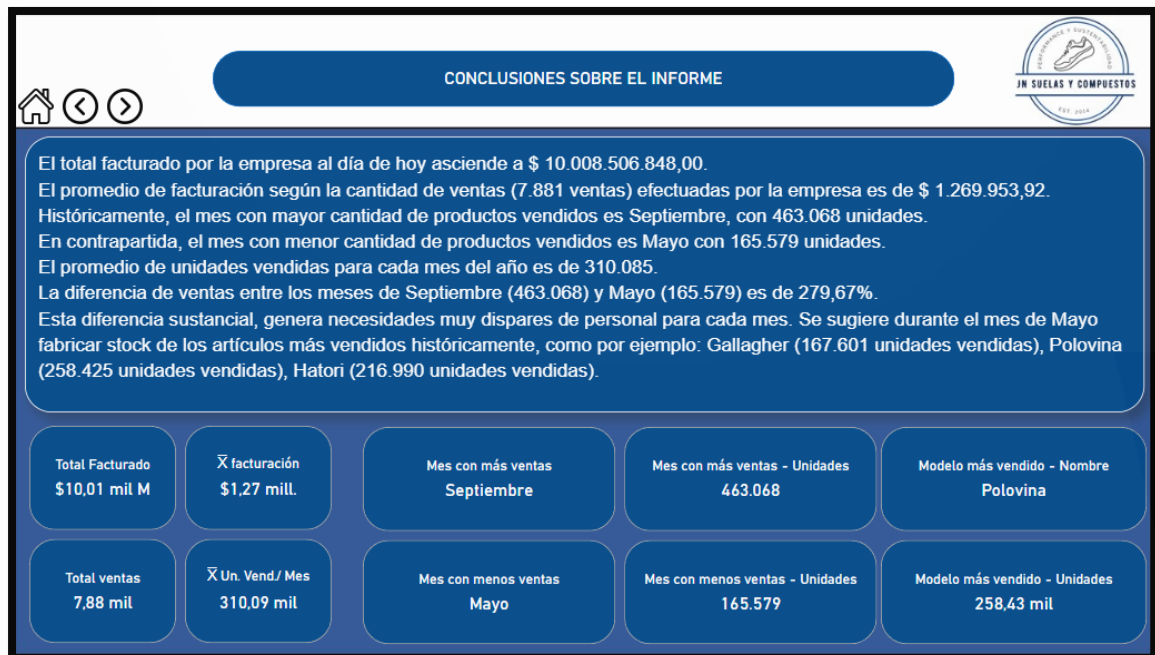 CONCLUSIONES SOBRE EL INFORME
PERFORMANCE Y SUSTENTABILIDAD
JN SUELAS Y COMPUESTOS
EST. 2014
El total facturado por la empresa al día de hoy asciende a $ 10.008.506.848,00.
El promedio de facturación según la cantidad de ventas (7.881 ventas) efectuadas por la empresa es de $ 1.269.953,92.
Históricamente, el mes con mayor cantidad de productos vendidos es Septiembre, con 463.068 unidades.
En contrapartida, el mes con menor cantidad de productos vendidos es Mayo con 165.579 unidades.
El promedio de unidades vendidas para cada mes del año es de 310.085.
La diferencia de ventas entre los meses de Septiembre (463.068) y Mayo (165.579) es de 279,67%.
Esta diferencia sustancial, genera necesidades muy dispares de personal para cada mes. Se sugiere durante el mes de Mayo
fabricar stock de los artículos más vendidos históricamente, como por ejemplo: Gallagher (167.601 unidades vendidas), Polovina
(258.425 unidades vendidas), Hatori (216.990 unidades vendidas).
Total Facturado
$10,01 mil M
X̅ facturación
$1,27 mill.
Mes con más ventas
Septiembre
Mes con más ventas - Unidades
463.068
Modelo más vendido - Nombre
Polovina
Total ventas
7,88 mil
X̅ Un. Vend./ Mes
310,09 mil
Mes con menos ventas
Mayo
Mes con menos ventas - Unidades
165.579
Modelo más vendido - Unidades
258,43 mil